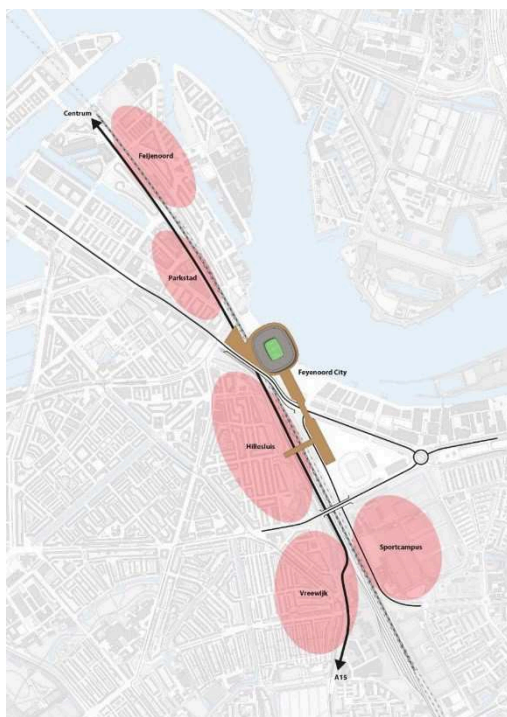 Centrum
Feijenoord
Parkstad
Feyenoord City
Hillesluis
Sportcampus
Vreewijk
A15